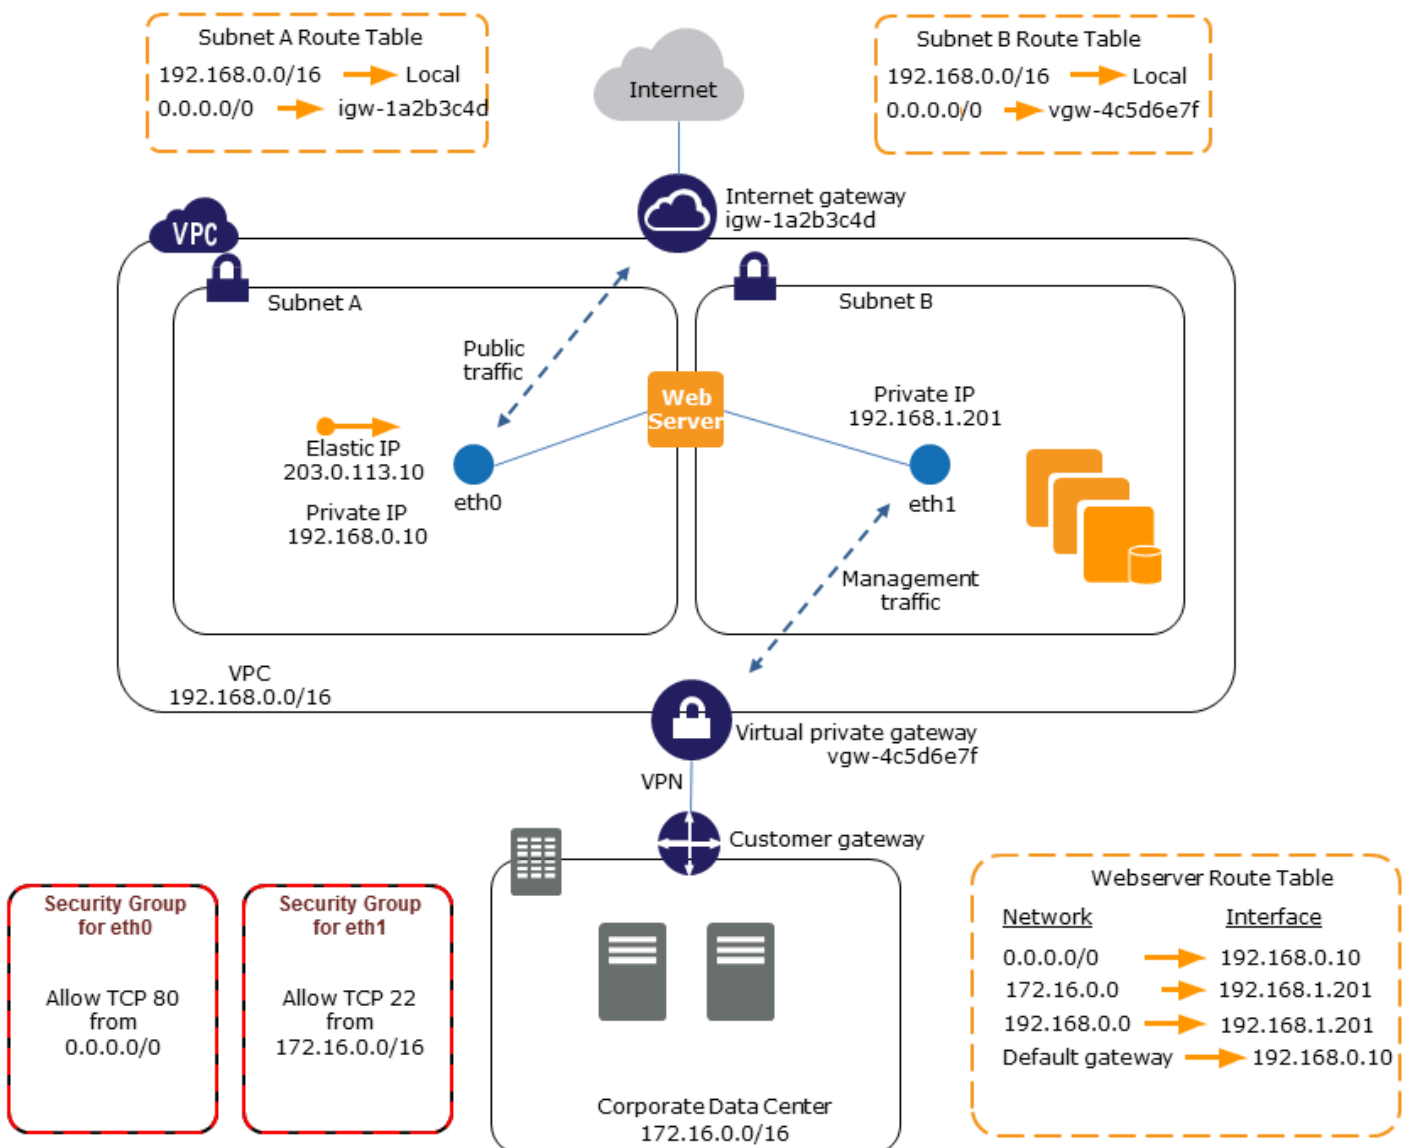 Subnet A Route Table
192.168.0.0/16 Local
0.0.0.0/0 igw-1a2b3c4d
Internet
Subnet B Route Table
192.168.0.0/16 Local
0.0.0.0/0 vgw-4c5d6e7f
Internet gateway
igw-1a2b3c4d
VPC
Subnet A
Subnet B
Public
traffic
Web
Server
Elastic IP
203.0.113.10
Private IP
192.168.0.10
eth0
Private IP
192.168.1.201
eth1
Management
traffic
VPC
192.168.0.0/16
Virtual private gateway
vgw-4c5d6e7f
VPN
Customer gateway
Security Group
for eth0
Allow TCP 80
from
0.0.0.0/0
Security Group
for eth1
Allow TCP 22
from
172.16.0.0/16
Corporate Data Center
172.16.0.0/16
Webserver Route Table
Network Interface
0.0.0.0/0 192.168.0.10
172.16.0.0 192.168.1.201
192.168.0.0 192.168.1.201
Default gateway 192.168.0.10